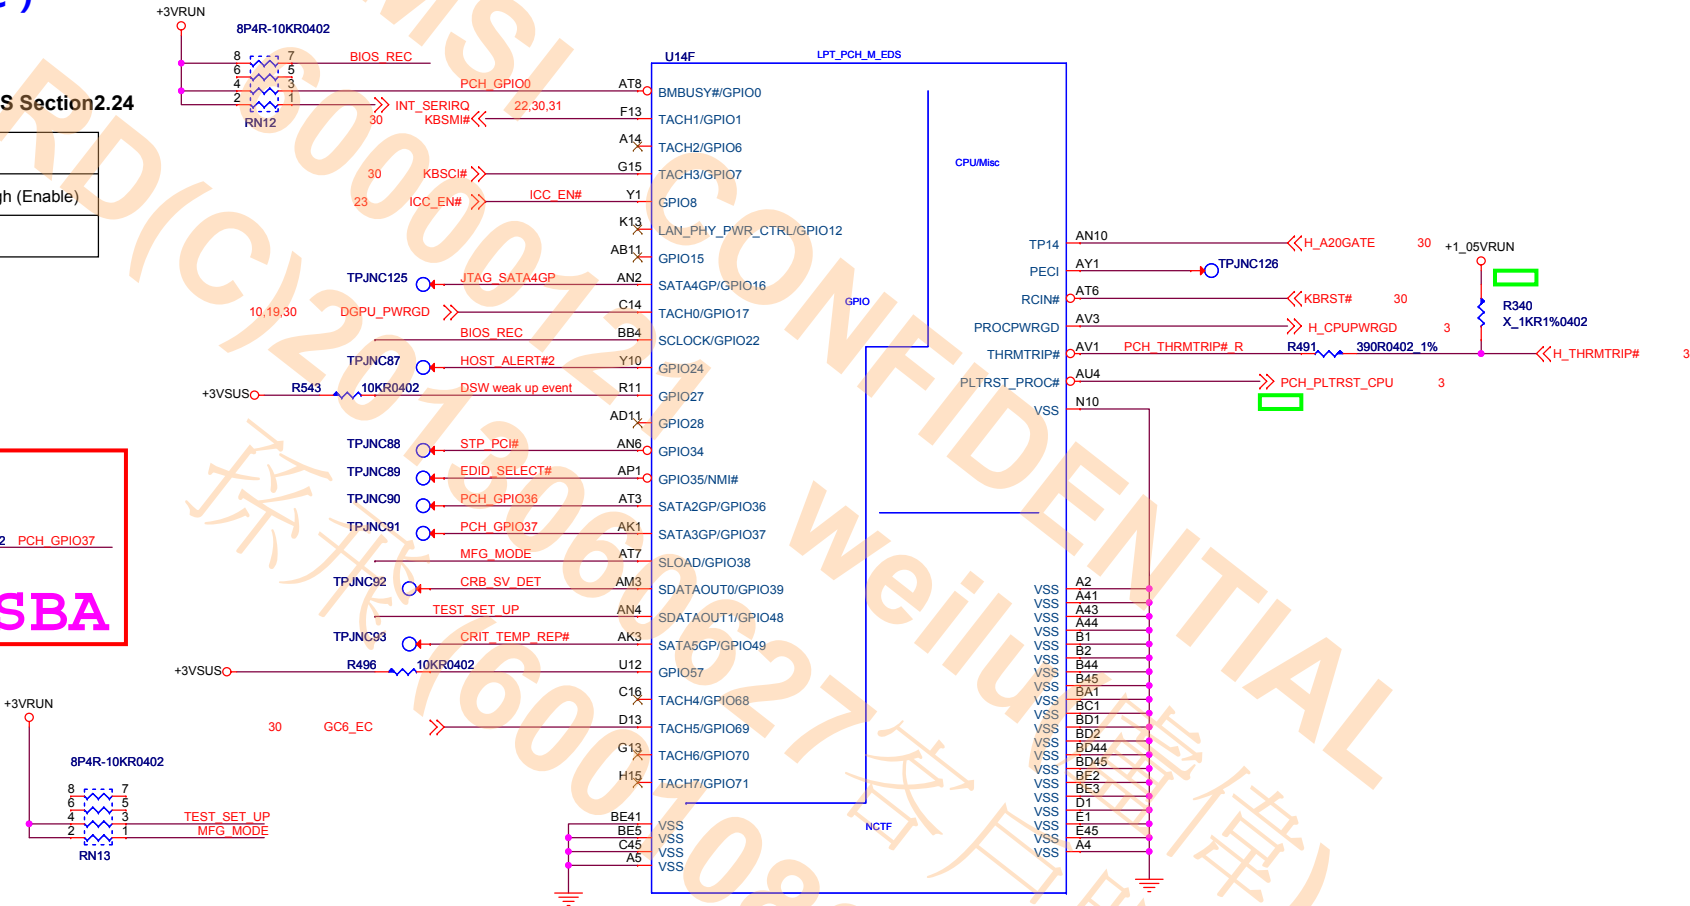 +3VRUN
8P4R-10KR0402
8 7 BIOS_REC
6 5
4 3 PCH_GPIO0
2 1 INT_SERIRQ 22,30,31
RN12
S Section2.24
gh (Enable)
30 KBSMI#
30 KBSCI#
23 ICC_EN# ICC_EN#
TPJNC125 JTAG_SATA4GP
10,19,30 DGPU_PWRGD
BIOS_REC
TPJNC87 HOST_ALERT#2
+3VSUS R543 10KR0402 DSW weak up event
TPJNC88 STP_PCI#
TPJNC89 EDID_SELECT#
TPJNC90 PCH_GPIO36
TPJNC91 PCH_GPIO37
MFG_MODE
TPJNC92 CRB_SV_DET
TEST_SET_UP
TPJNC93 CRIT_TEMP_REP#
+3VSUS R496 10KR0402
30 GC6_EC
2 PCH_GPIO37
SBA
+3VRUN
8P4R-10KR0402
8 7
6 5
4 3 TEST_SET_UP
2 1 MFG_MODE
RN13
U14F LPT_PCH_M_EDS
AT8 BMBUSY#/GPIO0
F13 TACH1/GPIO1
A14 TACH2/GPIO6
G15 TACH3/GPIO7
Y1 GPIO8
K13 LAN_PHY_PWR_CTRL/GPIO12
AB11 GPIO15
AN2 SATA4GP/GPIO16
C14 TACH0/GPIO17
BB4 SCLOCK/GPIO22
Y10 GPIO24
R11 GPIO27
AD11 GPIO28
AN6 GPIO34
AP1 GPIO35/NMI#
AT3 SATA2GP/GPIO36
AK1 SATA3GP/GPIO37
AT7 SLOAD/GPIO38
AM3 SDATAOUT0/GPIO39
AN4 SDATAOUT1/GPIO48
AK3 SATA5GP/GPIO49
U12 GPIO57
C16 TACH4/GPIO68
D13 TACH5/GPIO69
G13 TACH6/GPIO70
H15 TACH7/GPIO71
BE41 VSS
BE5 VSS
C45 VSS
A5 VSS
CPU/Misc
GPIO
NCTF
TP14 AN10 H_A20GATE 30
PECI AY1 TPJNC126
RCIN# AT6 KBRST# 30
PROCPWRGD AV3 H_CPUPWRGD 3
THRMTRIP# AV1 PCH_THRMTRIP#_R R491 390R0402_1% H_THRMTRIP# 3
PLTRST_PROC# AU4 PCH_PLTRST_CPU 3
VSS N10
+1_05VRUN
R340
X_1KR1%0402
VSS A2
VSS A41
VSS A43
VSS A44
VSS B1
VSS B2
VSS B44
VSS B45
VSS BA1
VSS BC1
VSS BD1
VSS BD2
VSS BD44
VSS BD45
VSS BE2
VSS BE3
VSS D1
VSS E1
VSS E45
VSS A4
MSI CONFIDENTIAL